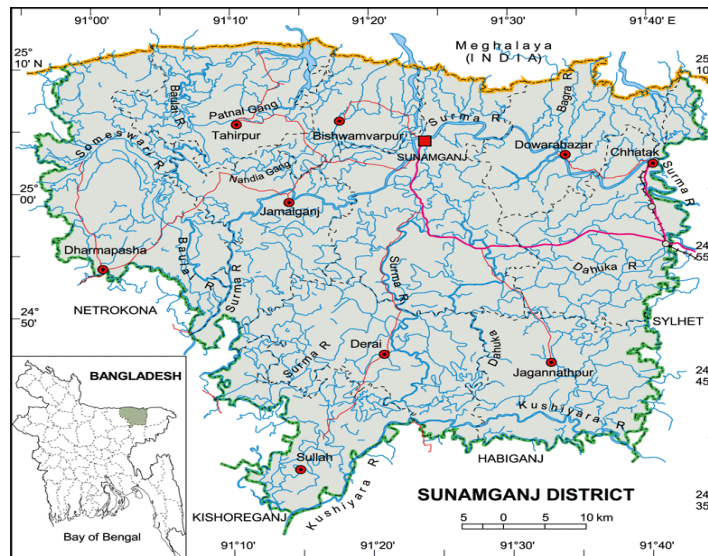 91°00' 91°10' 91°20' 91°30' 91°40' E
25°
10' N
Meghalaya
(INDIA)
25
10
Baulai R
Patnal Gang
Tahirpur
Bishwamvarpur
Surma R
Bagra R
Someswari R
SUNAMGANJ
Dowarabazar
Chhatak
Surma R
Nandia Gang
25°
00'
Jamalganj
Dharmapasha
Baulai R
Surma R
Surma R
24
55
Dahuka R
NETROKONA
24°
50'
SYLHET
Derai
Surma R
Dahuka
Jagannathpur
24
45
BANGLADESH
Kushiyara R
HABIGANJ
Sullah
Kushiyara R
KISHOREGANJ
Bay of Bengal
SUNAMGANJ DISTRICT
24
35
5 0 5 10 km
91°10' 91°20' 91°30' 91°40'